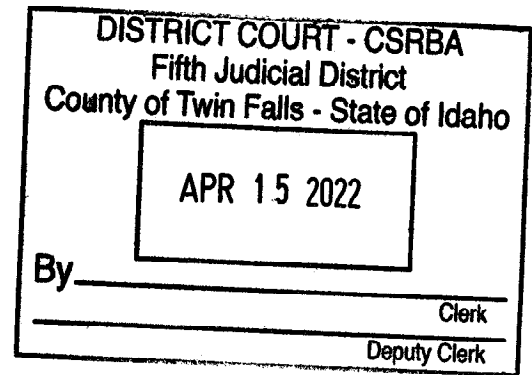 DISTRICT COURT - CSRBA
Fifth Judicial District
County of Twin Falls - State of Idaho
APR 15 2022
By
Clerk
Deputy Clerk